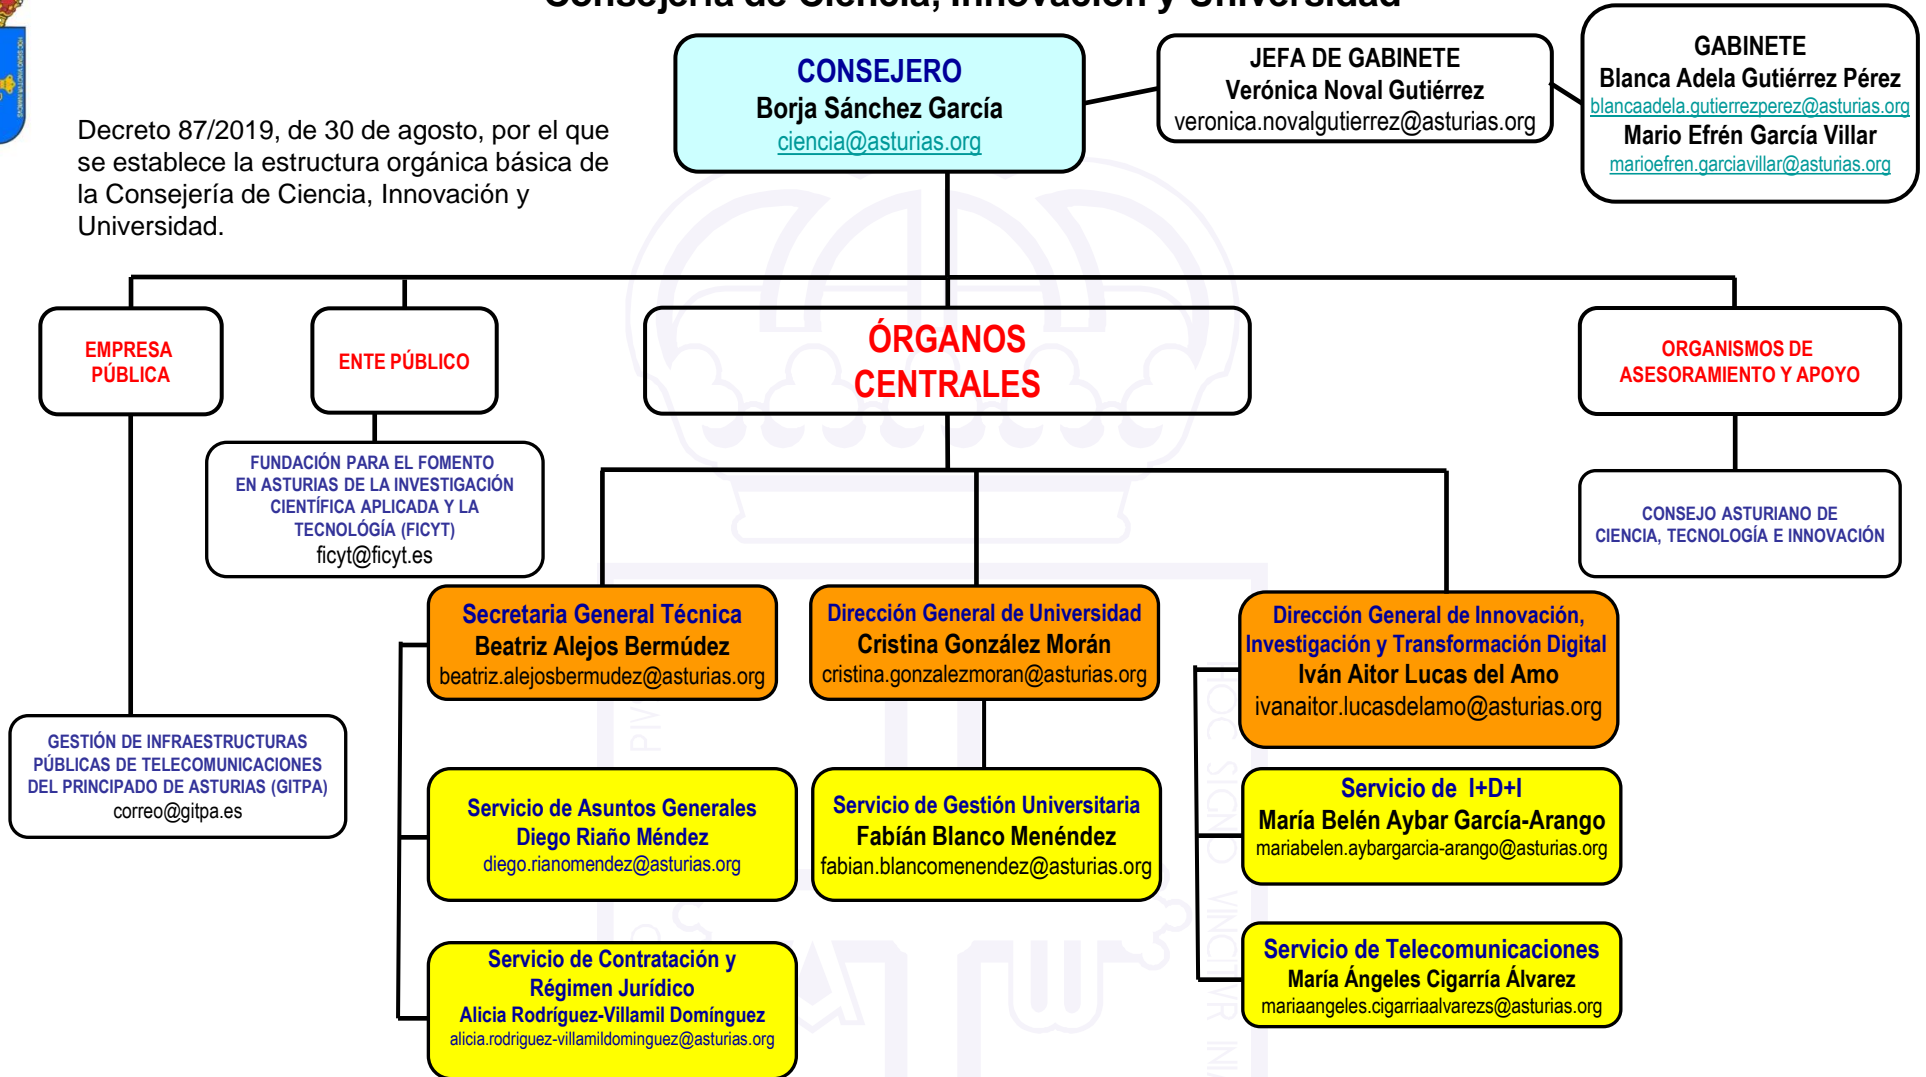 Consejería de Ciencia, Innovación y Universidad
CONSEJERO
Borja Sánchez García
ciencia@asturias.org
JEFA DE GABINETE
Verónica Noval Gutiérrez
veronica.novalgutierrez@asturias.org
GABINETE
Blanca Adela Gutiérrez Pérez
blancaadela.gutierrezperez@asturias.org
Mario Efrén García Villar
marioefren.garciavillar@asturias.org
Decreto 87/2019, de 30 de agosto, por el que
se establece la estructura orgánica básica de
la Consejería de Ciencia, Innovación y
Universidad.
EMPRESA
PÚBLICA
ENTE PÚBLICO
ÓRGANOS
CENTRALES
ORGANISMOS DE
ASESORAMIENTO Y APOYO
FUNDACIÓN PARA EL FOMENTO
EN ASTURIAS DE LA INVESTIGACIÓN
CIENTÍFICA APLICADA Y LA
TECNOLÓGÍA (FICYT)
ficyt@ficyt.es
CONSEJO ASTURIANO DE
CIENCIA, TECNOLOGÍA E INNOVACIÓN
Secretaria General Técnica
Beatriz Alejos Bermúdez
beatriz.alejosbermudez@asturias.org
Dirección General de Universidad
Cristina González Morán
cristina.gonzalezmoran@asturias.org
Dirección General de Innovación,
Investigación y Transformación Digital
Iván Aitor Lucas del Amo
ivanaitor.lucasdelamo@asturias.org
GESTIÓN DE INFRAESTRUCTURAS
PÚBLICAS DE TELECOMUNICACIONES
DEL PRINCIPADO DE ASTURIAS (GITPA)
correo@gitpa.es
Servicio de Asuntos Generales
Diego Riaño Méndez
diego.rianomendez@asturias.org
Servicio de Gestión Universitaria
Fabíán Blanco Menéndez
fabian.blancomenendez@asturias.org
Servicio de I+D+I
María Belén Aybar García-Arango
mariabelen.aybargarcia-arango@asturias.org
Servicio de Contratación y
Régimen Jurídico
Alicia Rodríguez-Villamil Domínguez
alicia.rodriguez-villamildominguez@asturias.org
Servicio de Telecomunicaciones
María Ángeles Cigarría Álvarez
mariaangeles.cigarriaalvarezs@asturias.org
HOC SIGNO VINCITVR